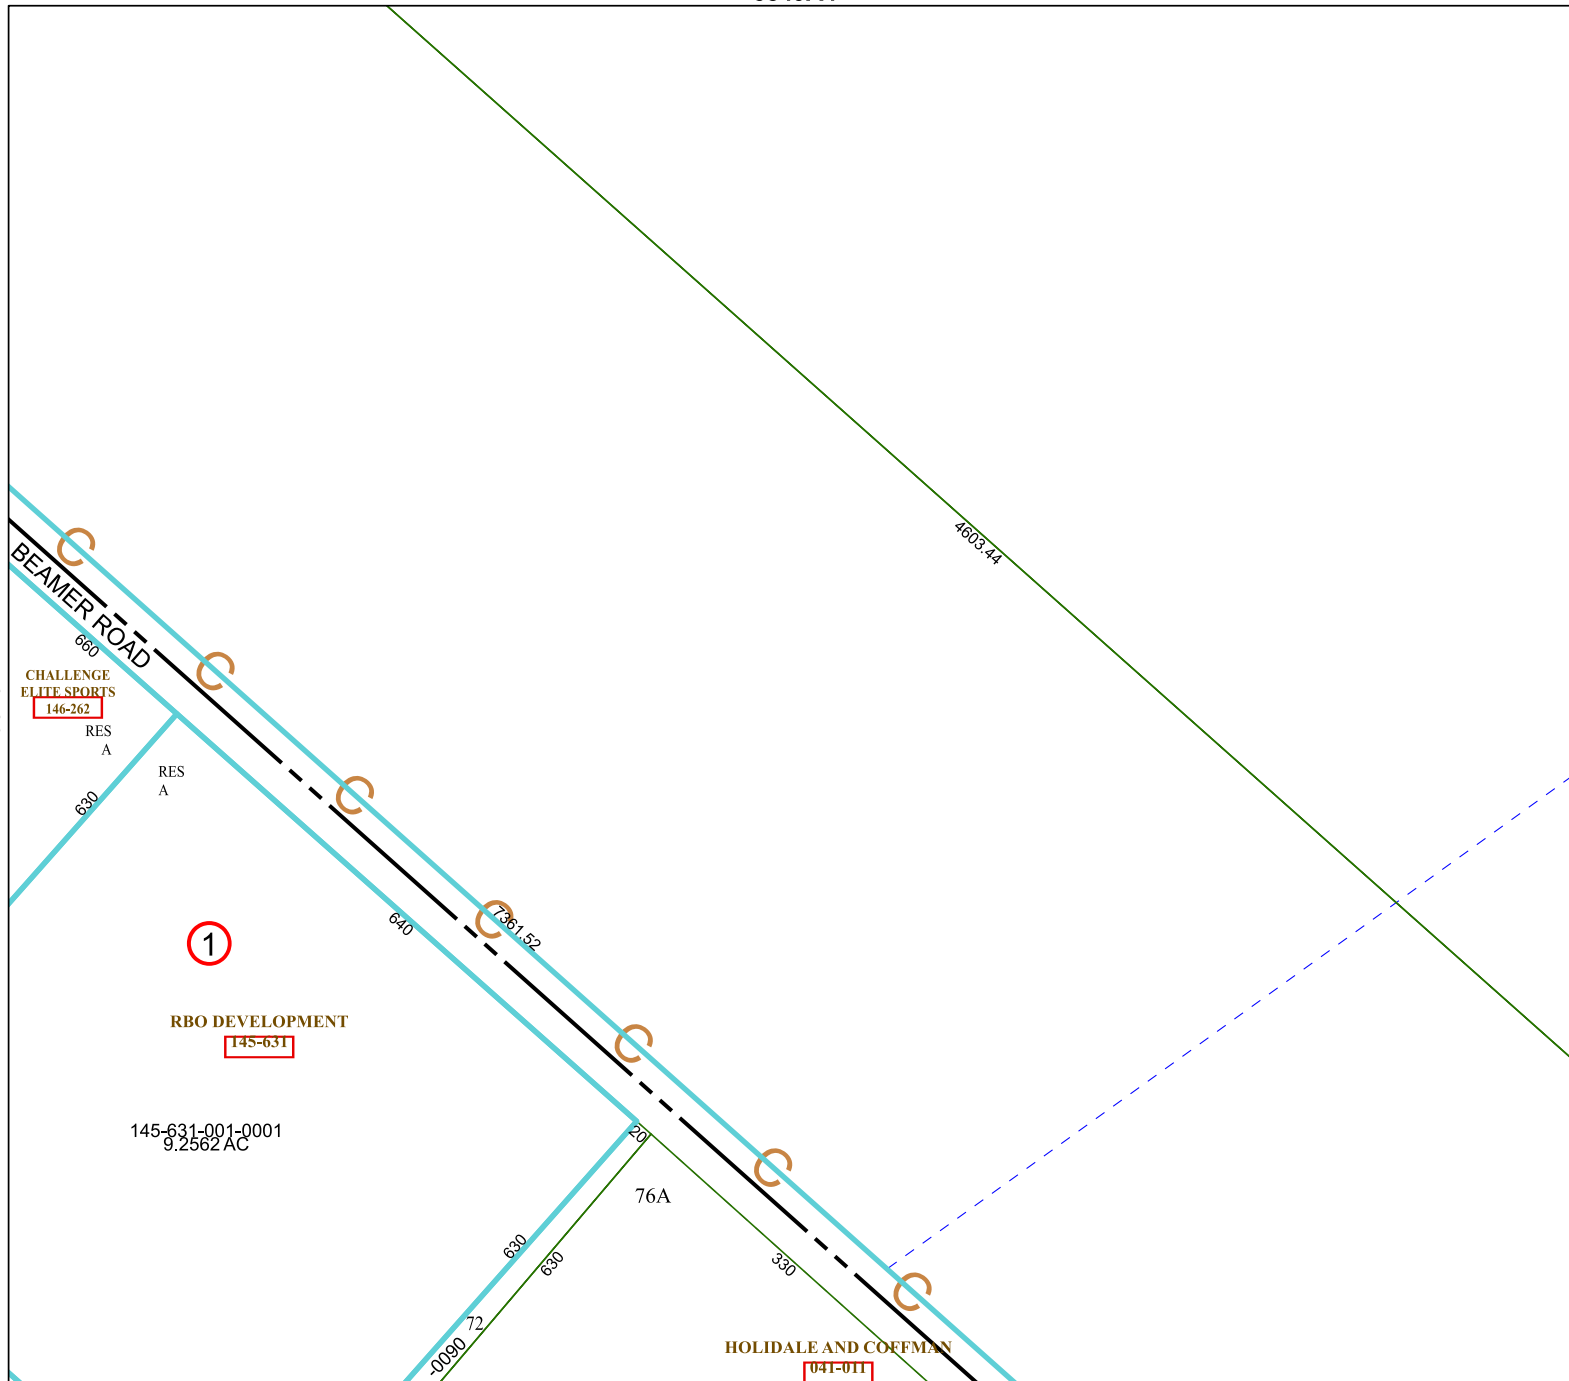 4603.44
BEAMER ROAD
660
CHALLENGE
ELITE SPORTS
146-262
RES
A
RES
A
630
C
C
C
C
C
C
C
7361.52
640
1
RBO DEVELOPMENT
145-631
145-631-001-0001
9.2562 AC
20
76A
630
630
330
72
-0090
HOLIDALE AND COFFMAN
041-011